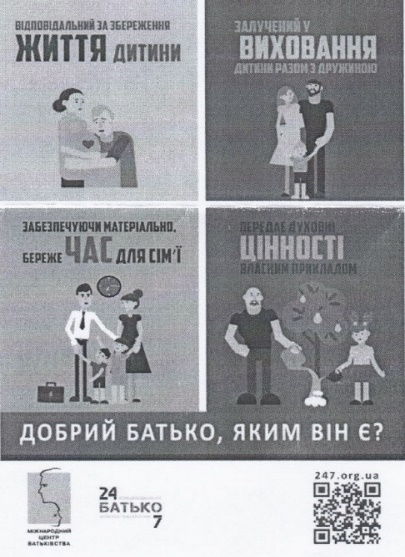 ВІДПОВІДАЛЬНИЙ ЗА ЗБЕРЕЖЕННЯ
ЖИТТЯ ДИТИНИ
ЗАЛУЧЕНИЙ У
ВИХОВАННЯ
ДИТИНИ РАЗОМ З ДРУЖИНОЮ
ЗАБЕЗПЕЧУЮЧИ МАТЕРІАЛЬНО,
БЕРЕЖЕ ЧАС ДЛЯ СІМ'Ї
ПЕРЕДАЄ ДУХОВНІ
ЦІННОСТІ
ВЛАСНИМ ПРИКЛАДОМ
ДОБРИЙ БАТЬКО, ЯКИМ ВІН Є?
МІЖНАРОДНИЙ
ЦЕНТР
БАТЬКІВСТВА
24
БАТЬКО
7
247.org.ua